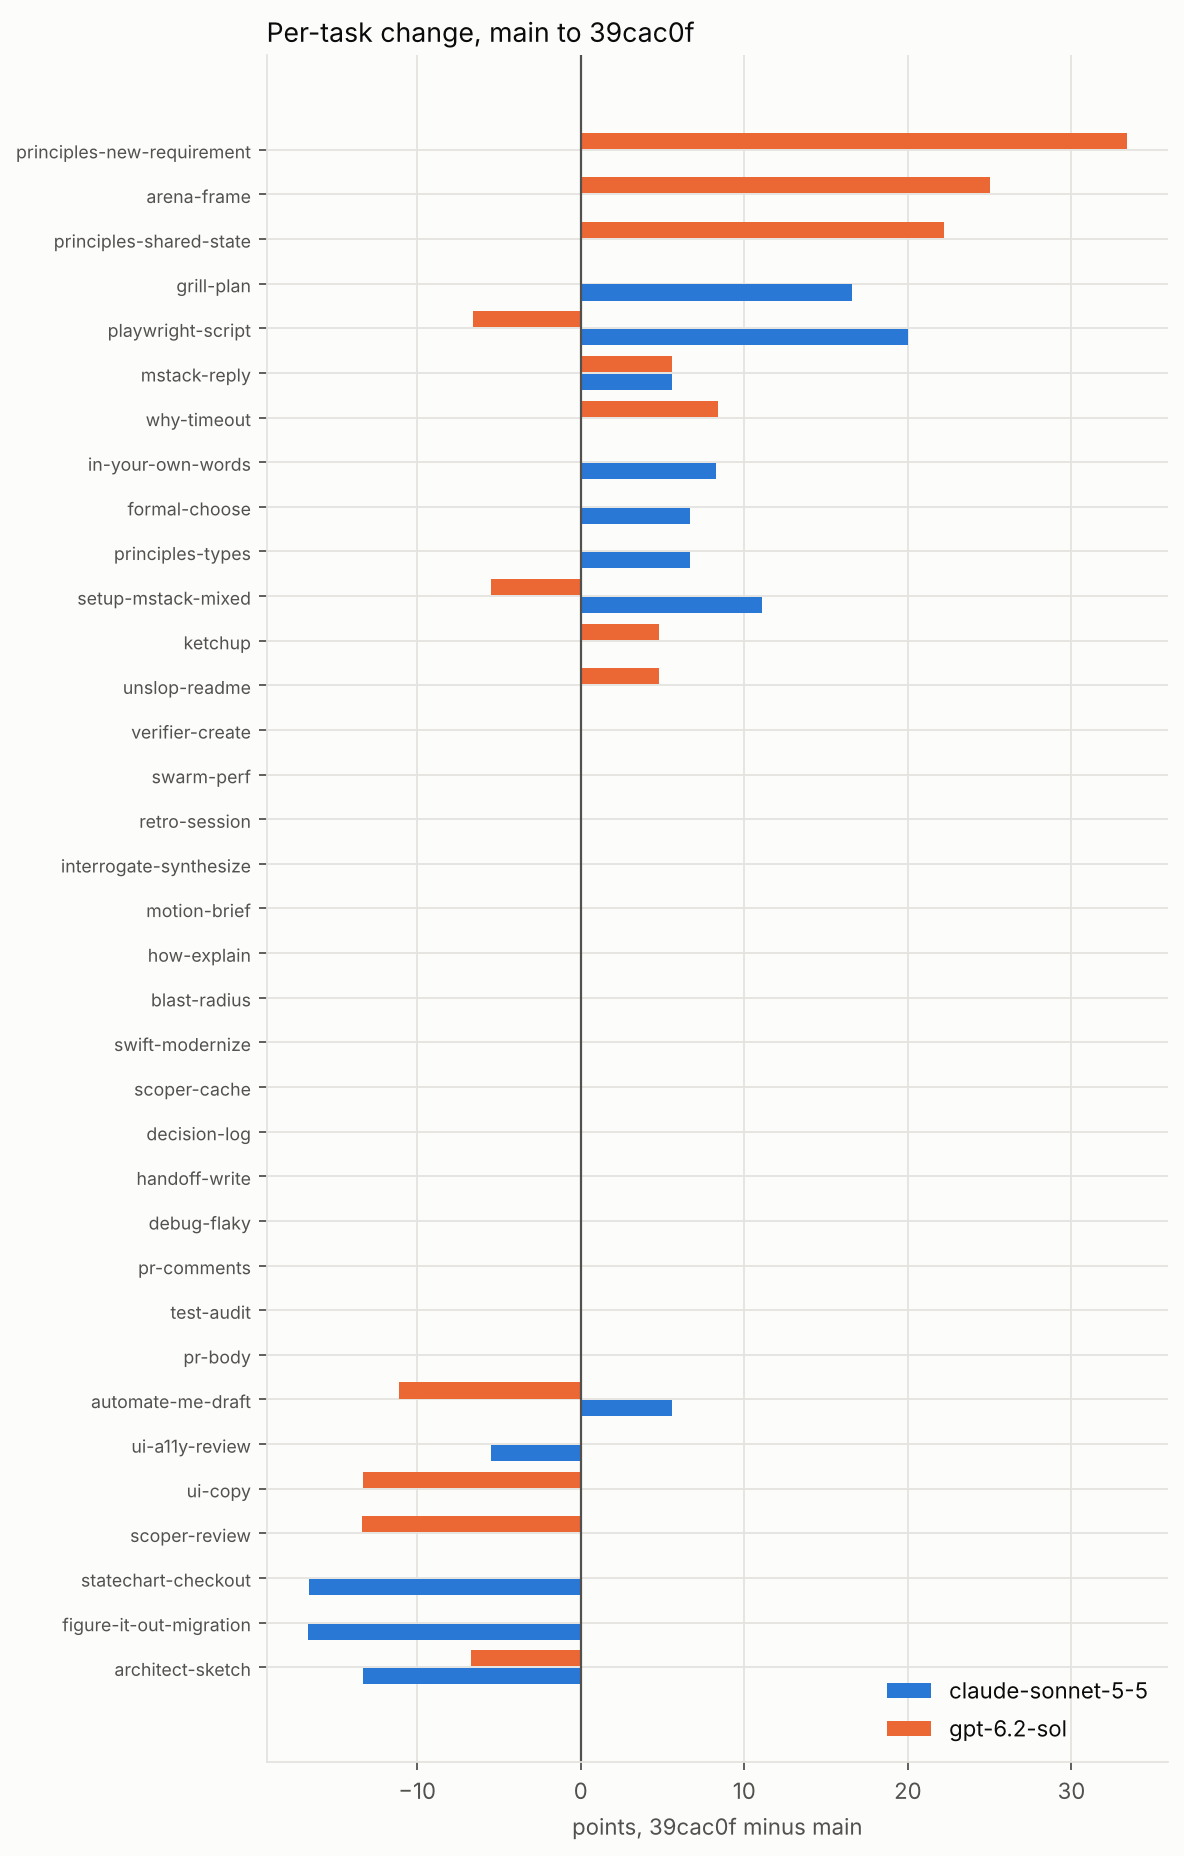 Per-task change, main to 39cac0f
principles-new-requirement
arena-frame
principles-shared-state
grill-plan
playwright-script
mstack-reply
why-timeout
in-your-own-words
formal-choose
principles-types
setup-mstack-mixed
ketchup
unslop-readme
verifier-create
swarm-perf
retro-session
interrogate-synthesize
motion-brief
how-explain
blast-radius
swift-modernize
scoper-cache
decision-log
handoff-write
debug-flaky
pr-comments
test-audit
pr-body
automate-me-draft
ui-a11y-review
ui-copy
scoper-review
statechart-checkout
figure-it-out-migration
architect-sketch
claude-sonnet-5-5
gpt-6.2-sol
−10 0 10 20 30
points, 39cac0f minus main